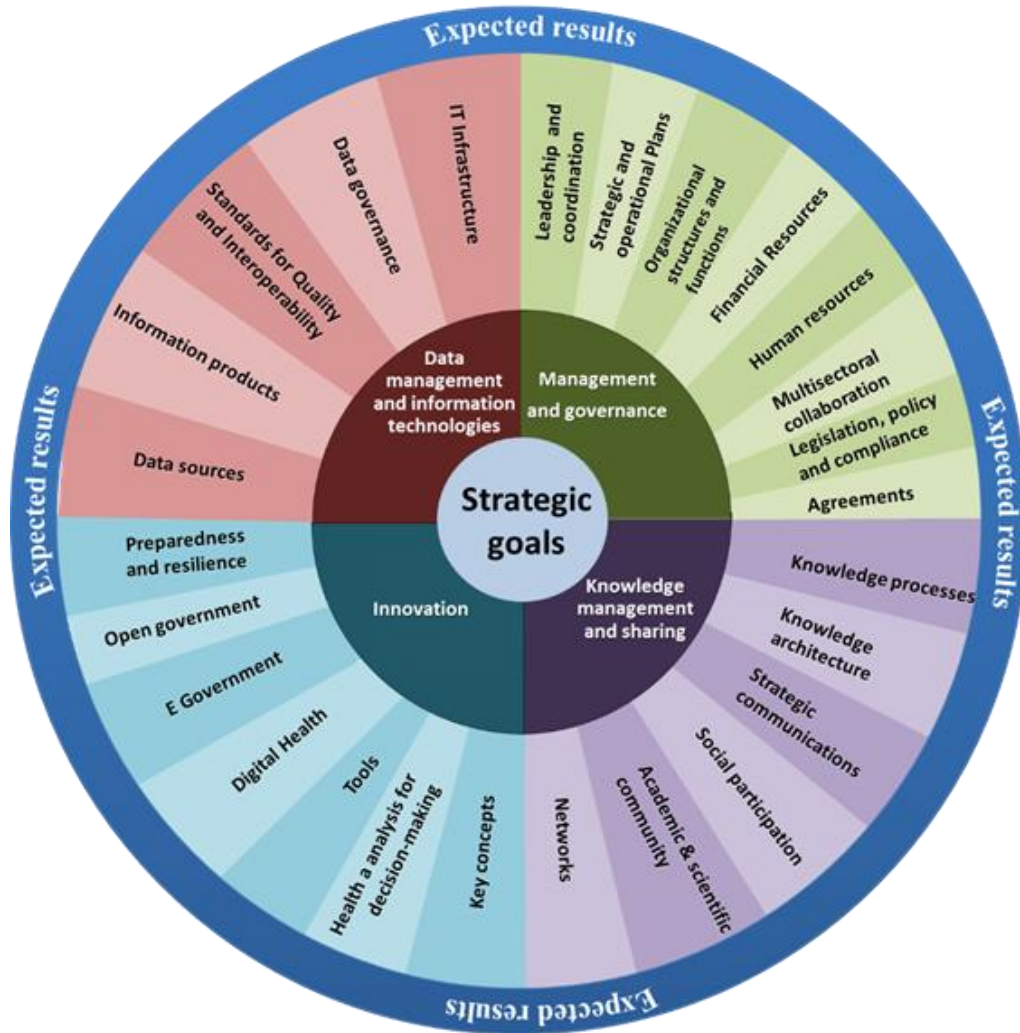 Expected results
Expected results
Expected results
Expected results
Strategic
goals
Data
management
and information
technologies
Management
and governance
Knowledge
management
and sharing
Innovation
Leadership and
coordination
Strategic and
operational Plans
Organizational
structures and
functions
Financial Resources
Human resources
Multisectoral
collaboration
Legislation, policy
and compliance
Agreements
Knowledge processes
Knowledge
architecture
Strategic
communications
Social participation
Academic & scientific
community
Networks
Key concepts
Health a analysis for
decision-making
Tools
Digital Health
E Government
Open government
Preparedness
and resilience
Data sources
Information products
Standards for Quality
and Interoperability
Data governance
IT Infrastructure